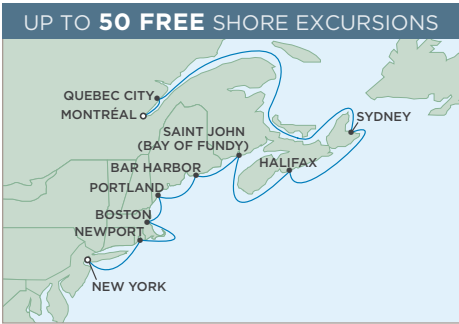 UP TO 50 FREE SHORE EXCURSIONS
QUEBEC CITY
MONTRÉAL
SYDNEY
SAINT JOHN
(BAY OF FUNDY)
HALIFAX
BAR HARBOR
PORTLAND
BOSTON
NEWPORT
NEW YORK